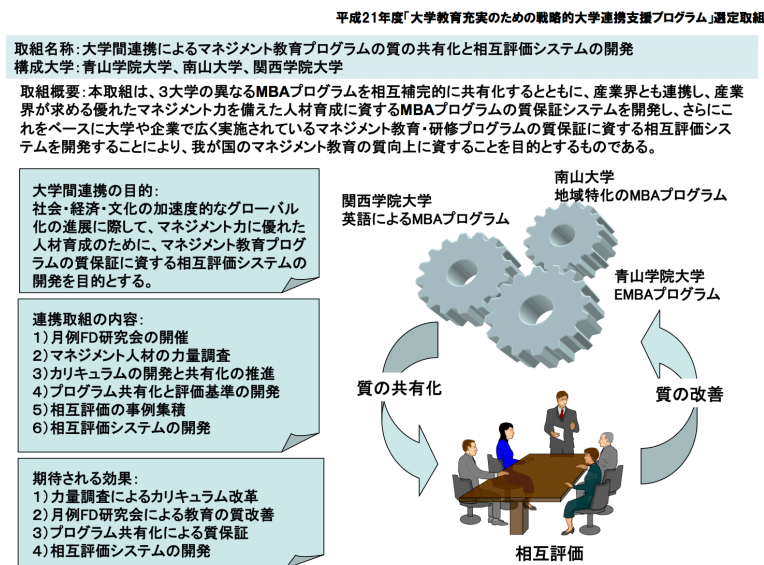 平成21年度「大学教育充実のための戦略的大学連携支援プログラム」選定取組
取組名称：大学間連携によるマネジメント教育プログラムの質の共有化と相互評価システムの開発
構成大学：青山学院大学、南山大学、関西学院大学
取組概要：本取組は、３大学の異なるMBAプログラムを相互補完的に共有化するとともに、産業界とも連携し、産業
界が求める優れたマネジメント力を備えた人材育成に資するMBAプログラムの質保証システムを開発し、さらにこ
れをベースに大学や企業で広く実施されているマネジメント教育・研修プログラムの質保証に資する相互評価シス
テムを開発することにより、我が国のマネジメント教育の質向上に資することを目的とするものである。
大学間連携の目的：
社会・経済・文化の加速度的なグローバル
化の進展に際して、マネジメント力に優れた
人材育成のために、マネジメント教育プログ
ラムの質保証に資する相互評価システムの
開発を目的とする。
連携取組の内容：
１）月例FD研究会の開催
２）マネジメント人材の力量調査
３）カリキュラムの開発と共有化の推進
４）プログラム共有化と評価基準の開発
５）相互評価の事例集積
６）相互評価システムの開発
期待される効果：
１）力量調査によるカリキュラム改革
２）月例FD研究会による教育の質改善
３）プログラム共有化による質保証
４）相互評価システムの開発
南山大学
地域特化のMBAプログラム
関西学院大学
英語によるMBAプログラム
青山学院大学
EMBAプログラム
質の共有化
質の改善
相互評価